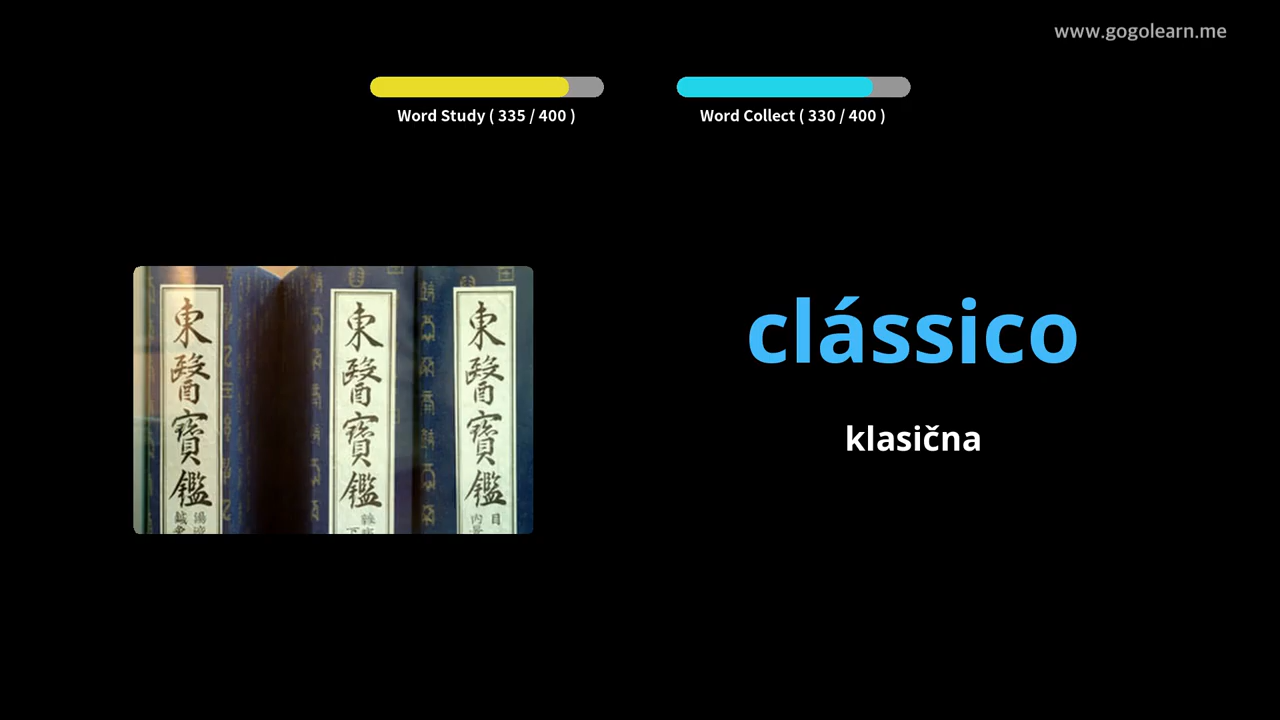 www.gogolearn.me
Word Study ( 335 / 400 )
Word Collect ( 330 / 400 )
clássico
klasična
東醫寶鑑
東醫寶鑑
東醫寶鑑